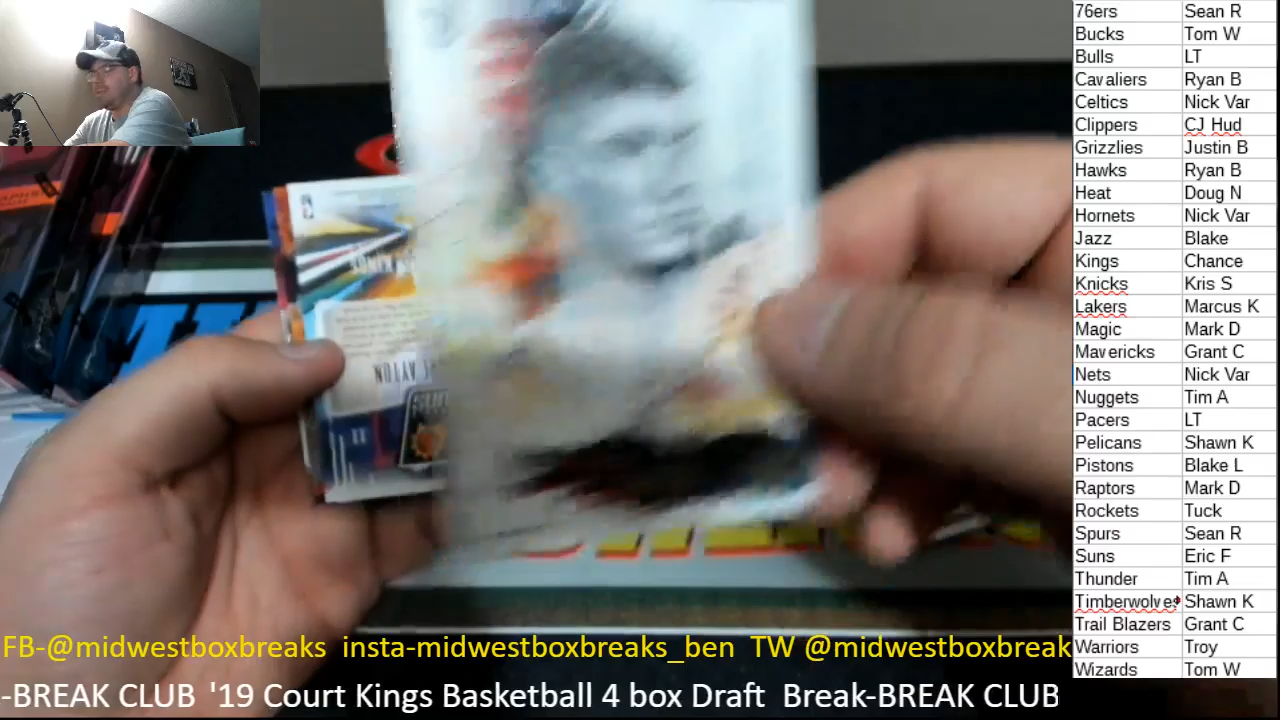 76ers Sean R
Bucks Tom W
Bulls LT
Cavaliers Ryan B
Celtics Nick Var
Clippers CJ Hud
Grizzlies Justin B
Hawks Ryan B
Heat Doug N
Hornets Nick Var
Jazz Blake
Kings Chance
Knicks Kris S
Lakers Marcus K
Magic Mark D
Mavericks Grant C
Nets Nick Var
Nuggets Tim A
Pacers LT
Pelicans Shawn K
Pistons Blake L
Raptors Mark D
Rockets Tuck
Spurs Sean R
Suns Eric F
Thunder Tim A
Timberwolves Shawn K
Trail Blazers Grant C
Warriors Troy
Wizards Tom W
AYTON
FB-@midwestboxbreaks insta-midwestboxbreaks_ben TW @midwestboxbreak
-BREAK CLUB '19 Court Kings Basketball 4 box Draft Break-BREAK CLUB